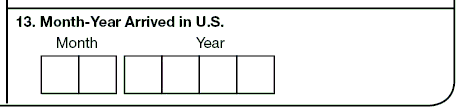 13. Month-Year Arrived in U.S.
Month Year